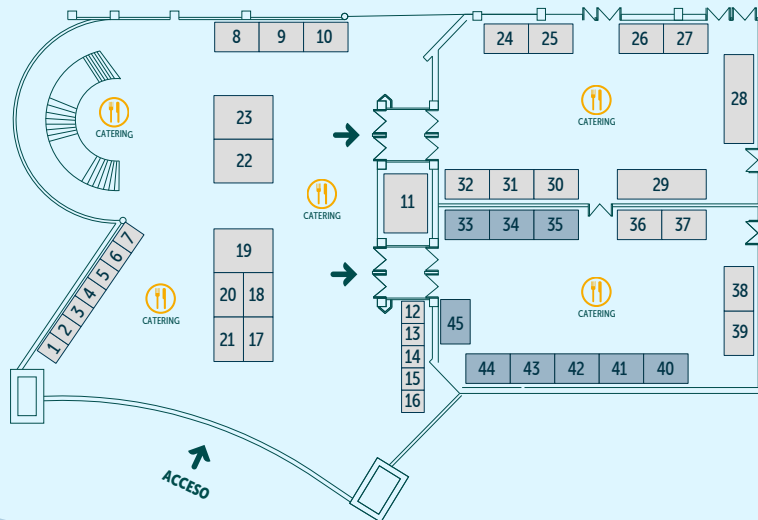 8 9 10
24 25
26 27
28
CATERING
CATERING
23
22
CATERING
11
32 31 30
29
33 34 35
36 37
7
6
5
4
3
2
1
19
20 18
21 17
CATERING
CATERING
38
39
12
13
14
15
16
45
44 43 42 41 40
ACCESO